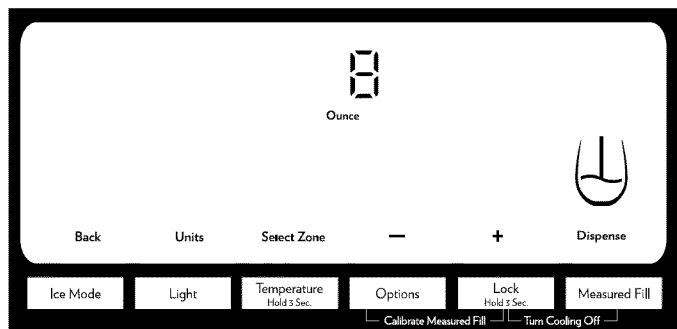 8
Ounce
Back Units Select Zone — + Dispense
Ice Mode Light Temperature Options Lock Measured Fill
Hold 3 Sec. Hold 3 Sec.
Calibrate Measured Fill Turn Cooling Off